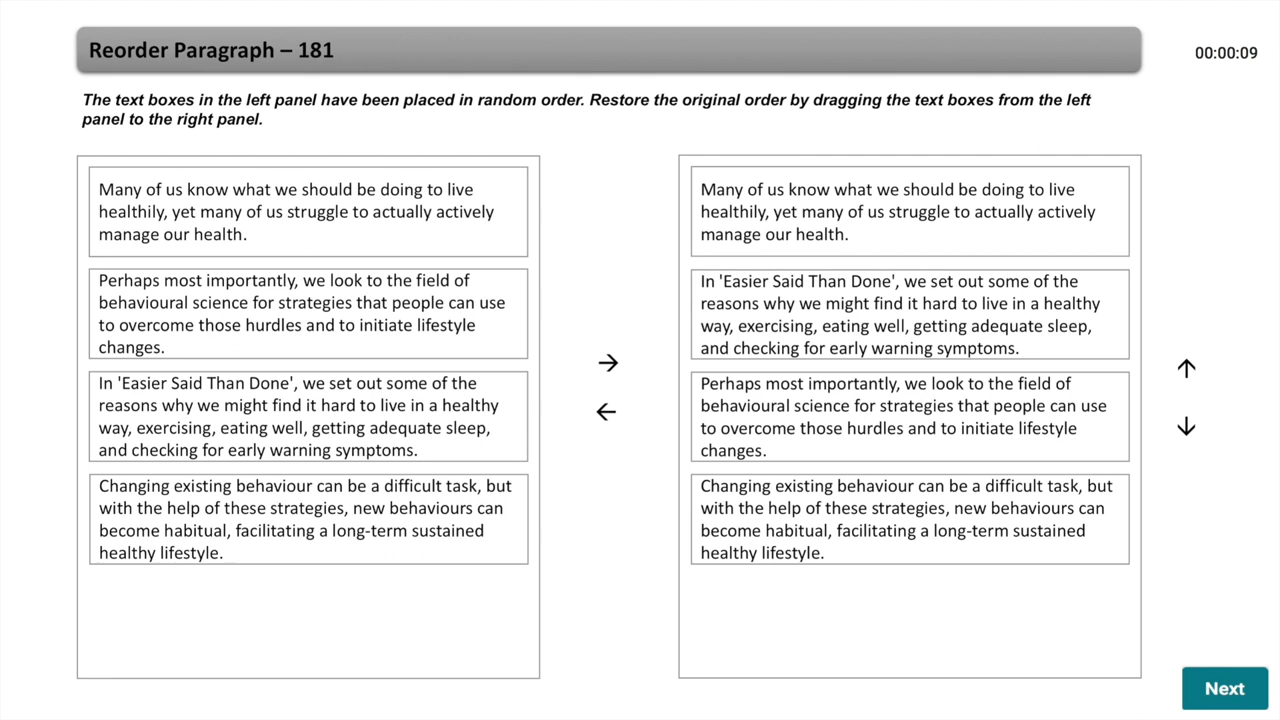 Reorder Paragraph – 181
00:00:09
The text boxes in the left panel have been placed in random order. Restore the original order by dragging the text boxes from the left
panel to the right panel.
Many of us know what we should be doing to live
healthily, yet many of us struggle to actually actively
manage our health.
Perhaps most importantly, we look to the field of
behavioural science for strategies that people can use
to overcome those hurdles and to initiate lifestyle
changes.
In 'Easier Said Than Done', we set out some of the
reasons why we might find it hard to live in a healthy
way, exercising, eating well, getting adequate sleep,
and checking for early warning symptoms.
Changing existing behaviour can be a difficult task, but
with the help of these strategies, new behaviours can
become habitual, facilitating a long-term sustained
healthy lifestyle.
Many of us know what we should be doing to live
healthily, yet many of us struggle to actually actively
manage our health.
In 'Easier Said Than Done', we set out some of the
reasons why we might find it hard to live in a healthy
way, exercising, eating well, getting adequate sleep,
and checking for early warning symptoms.
Perhaps most importantly, we look to the field of
behavioural science for strategies that people can use
to overcome those hurdles and to initiate lifestyle
changes.
Changing existing behaviour can be a difficult task, but
with the help of these strategies, new behaviours can
become habitual, facilitating a long-term sustained
healthy lifestyle.
Next